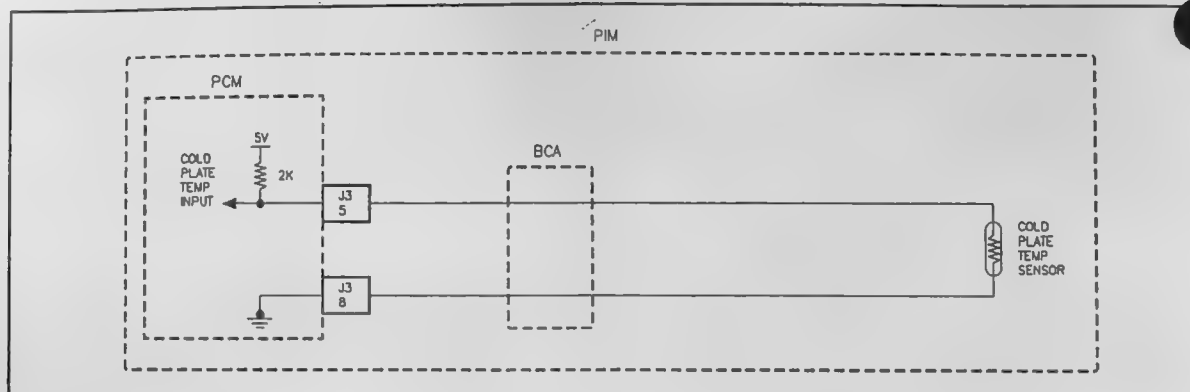 PIM
PCM
5V
2K
COLD
PLATE
TEMP
INPUT
BCA
J3
5
COLD
PLATE
TEMP
SENSOR
J3
8